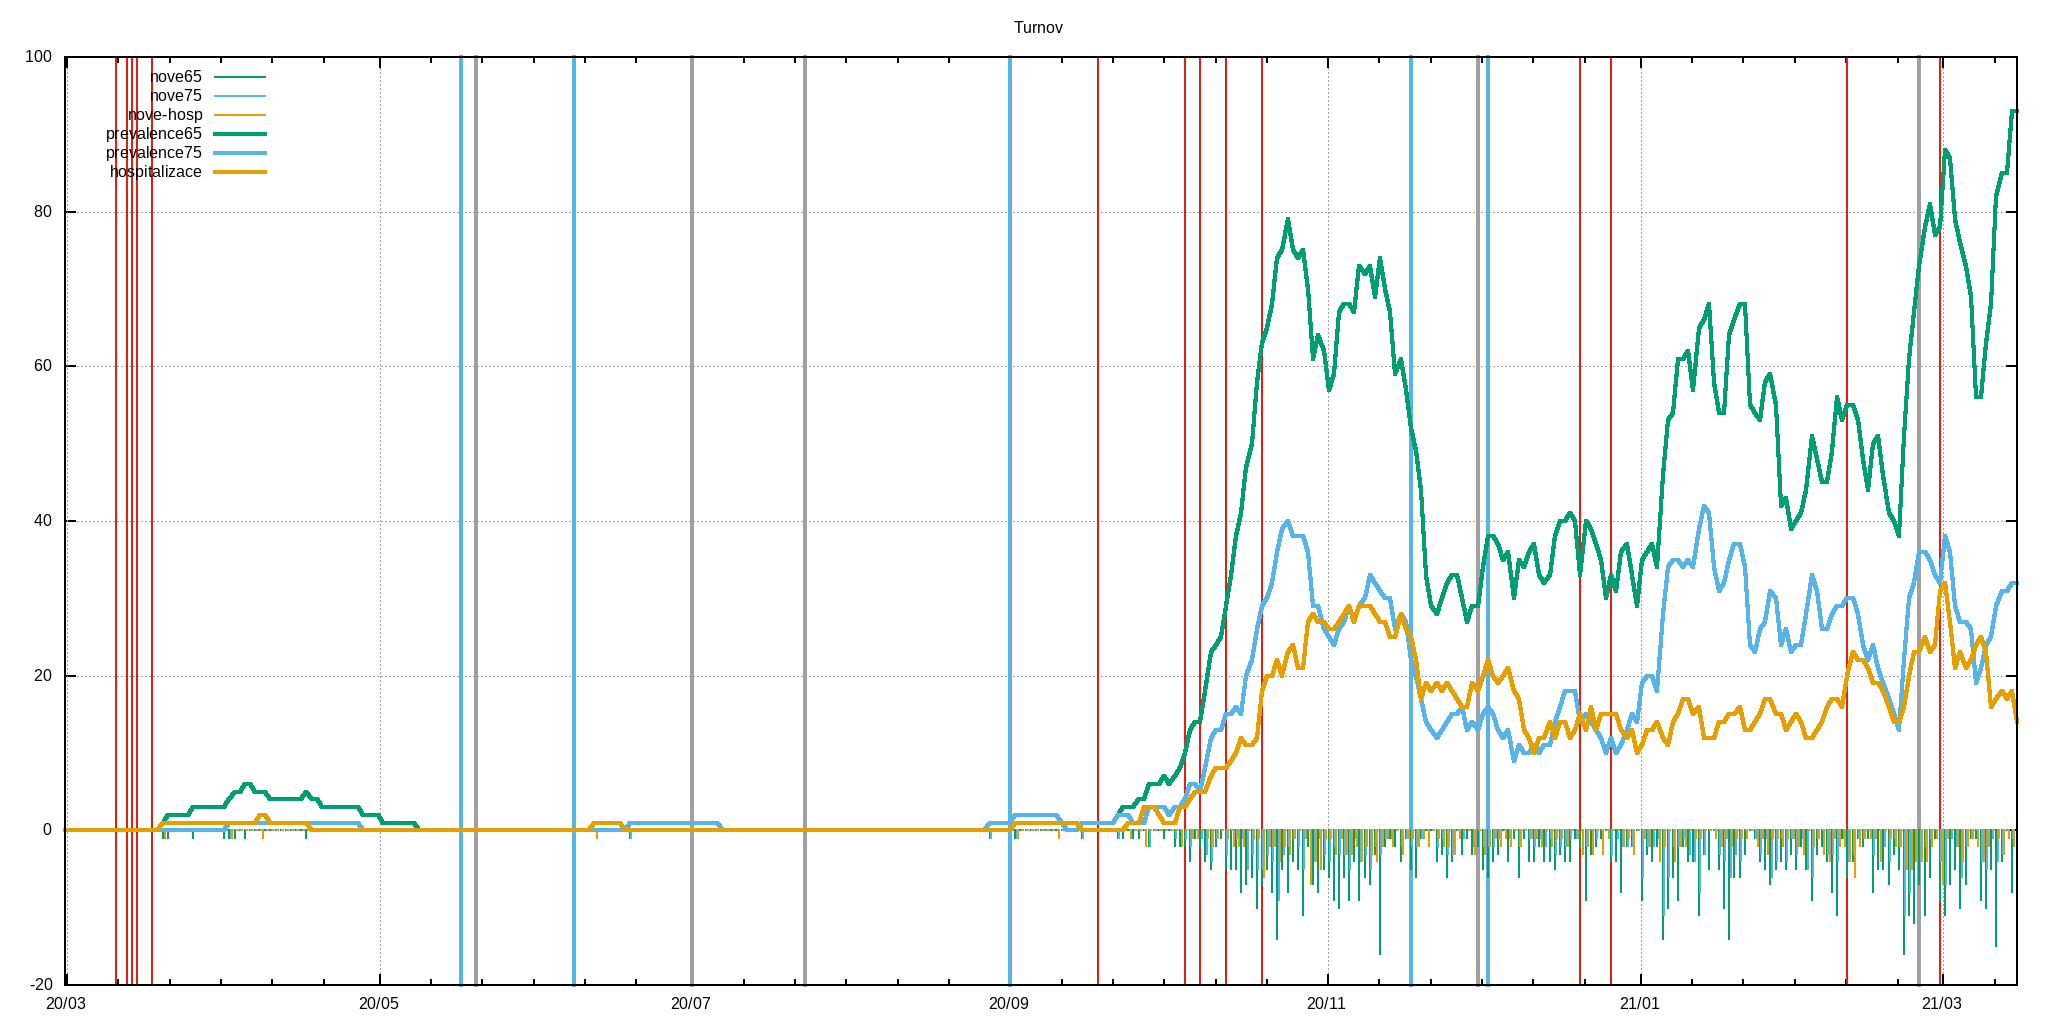 Turnov
100
nove65
nove75
nove-hosp
prevalence65
prevalence75
hospitalizace
80
60
40
20
0
-20
20/03 20/05 20/07 20/09 20/11 21/01 21/03